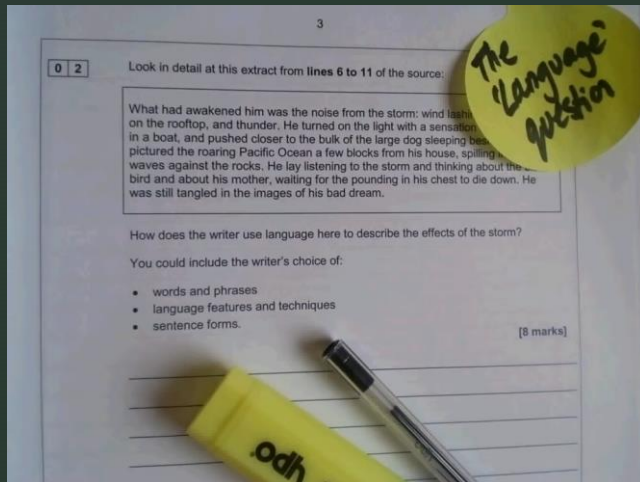 3
0 2
Look in detail at this extract from lines 6 to 11 of the source:
The
'Language'
question
What had awakened him was the noise from the storm: wind
on the rooftop, and thunder. He turned on the light with a sensation
in a boat, and pushed closer to the bulk of the large dog sleeping
pictured the roaring Pacific Ocean a few blocks from his house, spilling
waves against the rocks. He lay listening to the storm and thinking about the
bird and about his mother, waiting for the pounding in his chest to die down. He
was still tangled in the images of his bad dream.
How does the writer use language here to describe the effects of the storm?
You could include the writer's choice of:
• words and phrases
• language features and techniques
• sentence forms.
[8 marks]